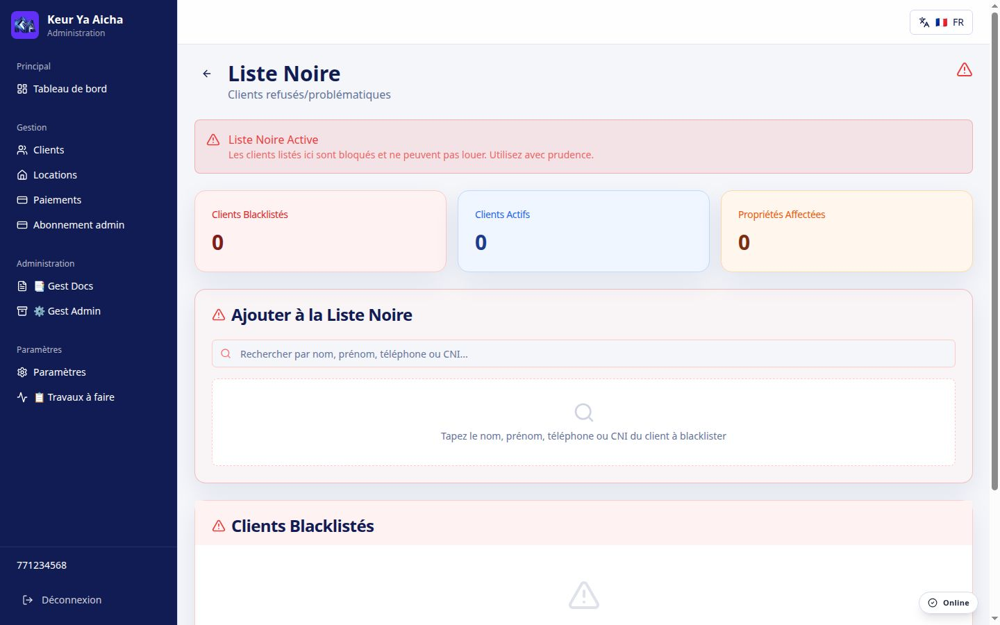 Keur Ya Aicha
Administration
Principal
Tableau de bord
Gestion
Clients
Locations
Paiements
Abonnement admin
Administration
📑 Gest Docs
⚙️ Gest Admin
Paramètres
Paramètres
📋 Travaux à faire
771234568
Déconnexion
FR
Liste Noire
Clients refusés/problématiques
Liste Noire Active
Les clients listés ici sont bloqués et ne peuvent pas louer. Utilisez avec prudence.
Clients Blacklistés
0
Clients Actifs
0
Propriétés Affectées
0
Ajouter à la Liste Noire
Rechercher par nom, prénom, téléphone ou CNI...
Tapez le nom, prénom, téléphone ou CNI du client à blacklister
Clients Blacklistés
Online